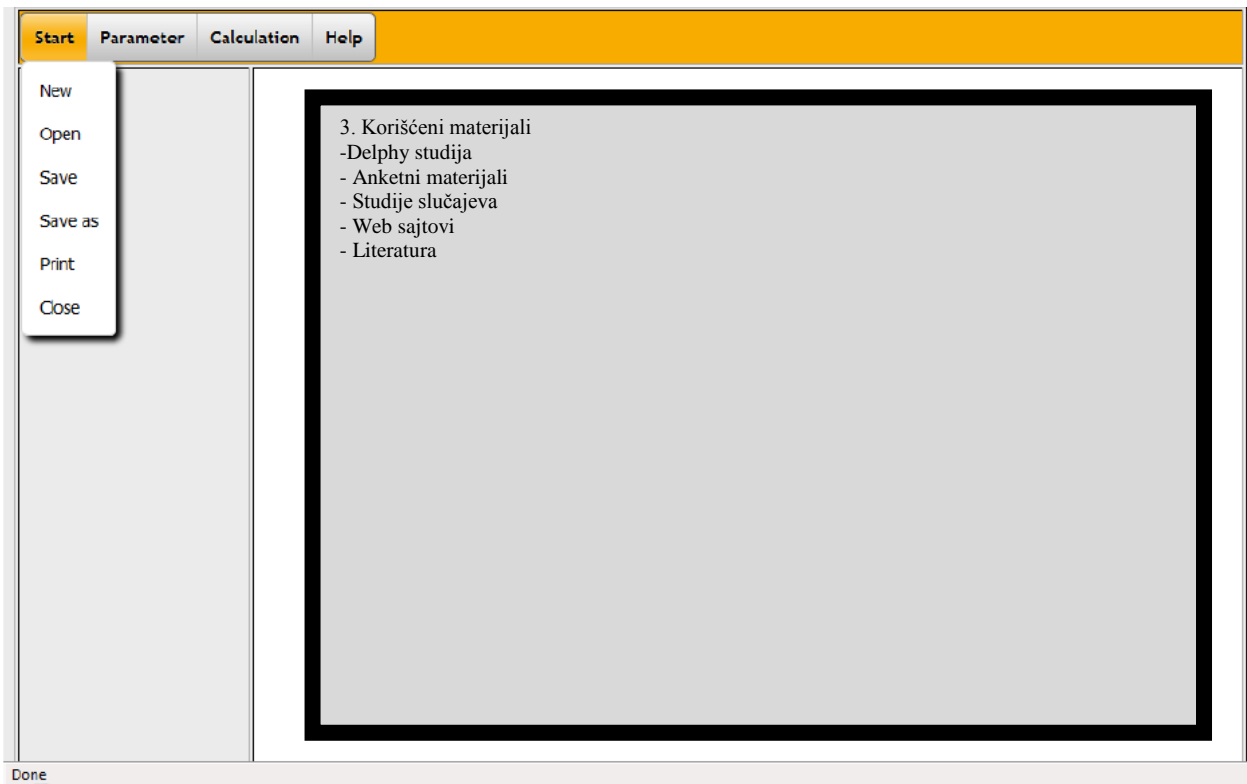 Start Parameter Calculation Help
New
Open
Save
Save as
Print
Close
3. Korišćeni materijali
-Delphy studija
- Anketni materijali
- Studije slučajeva
- Web sajtovi
- Literatura
Done